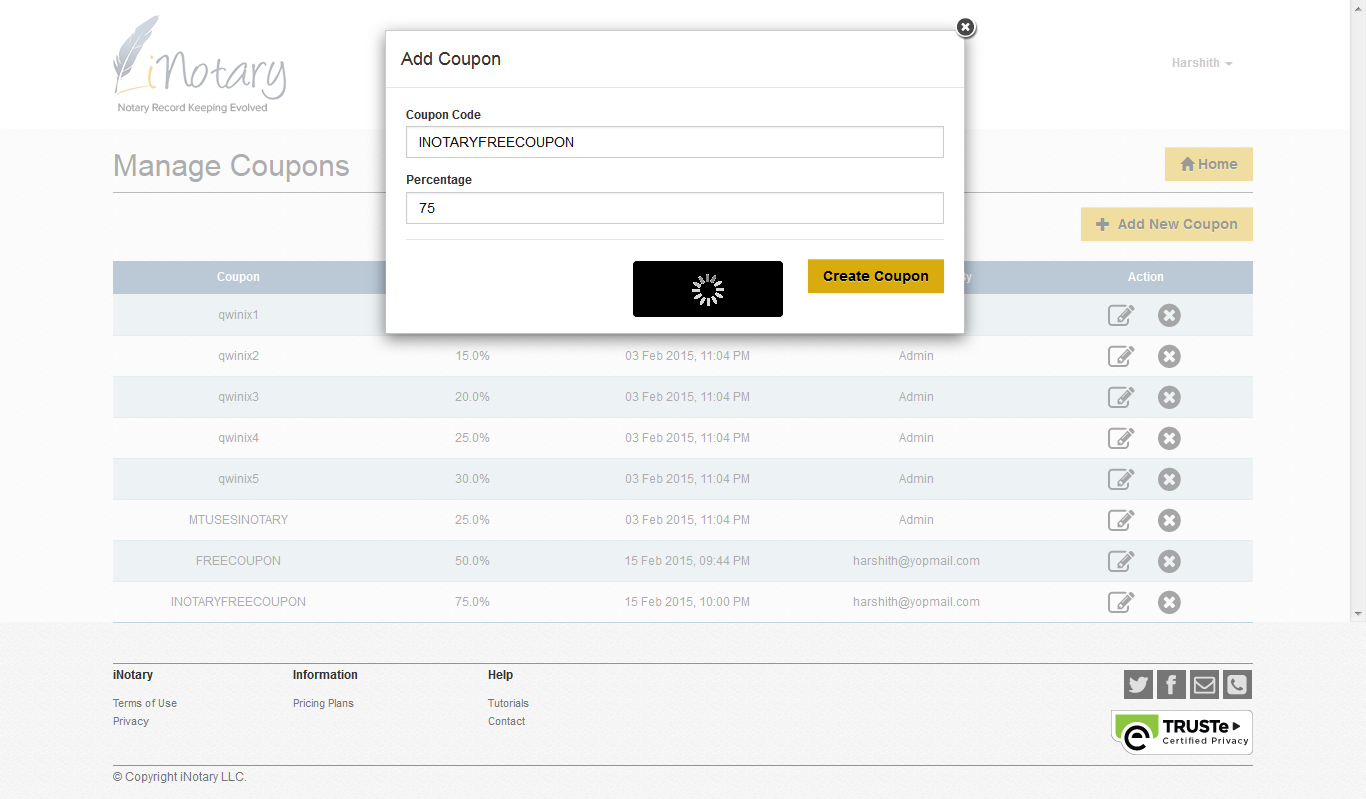 iNotary
Notary Record Keeping Evolved
Harshith
Add Coupon
Coupon Code
INOTARYFREECOUPON
Percentage
75
Create Coupon
Manage Coupons
Home
Add New Coupon
Coupon Action
qwinix1
qwinix2 15.0% 03 Feb 2015, 11:04 PM Admin
qwinix3 20.0% 03 Feb 2015, 11:04 PM Admin
qwinix4 25.0% 03 Feb 2015, 11:04 PM Admin
qwinix5 30.0% 03 Feb 2015, 11:04 PM Admin
MTUSESINOTARY 25.0% 03 Feb 2015, 11:04 PM Admin
FREECOUPON 50.0% 15 Feb 2015, 09:44 PM harshith@yopmail.com
INOTARYFREECOUPON 75.0% 15 Feb 2015, 10:00 PM harshith@yopmail.com
iNotary Information Help
Terms of Use Pricing Plans Tutorials
Privacy Contact
TRUSTe
Certified Privacy
© Copyright iNotary LLC.